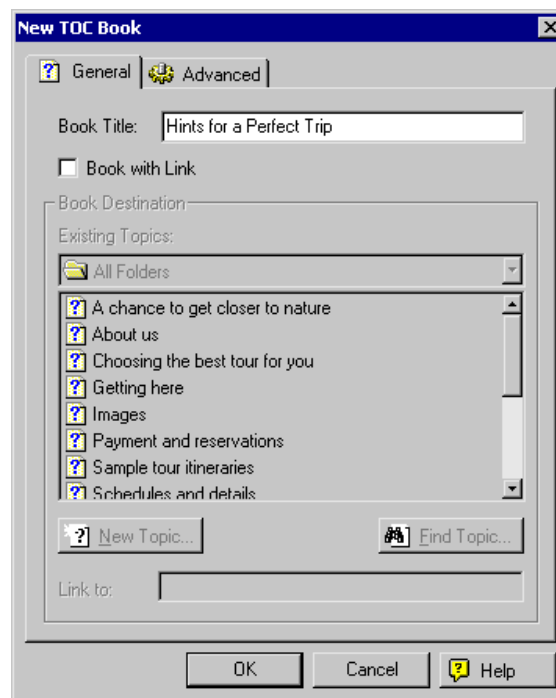 New TOC Book
General
Advanced
Book Title: Hints for a Perfect Trip
Book with Link
Book Destination
Existing Topics:
All Folders
A chance to get closer to nature
About us
Choosing the best tour for you
Getting here
Images
Payment and reservations
Sample tour itineraries
Schedules and details
New Topic... Find Topic...
Link to:
OK Cancel Help